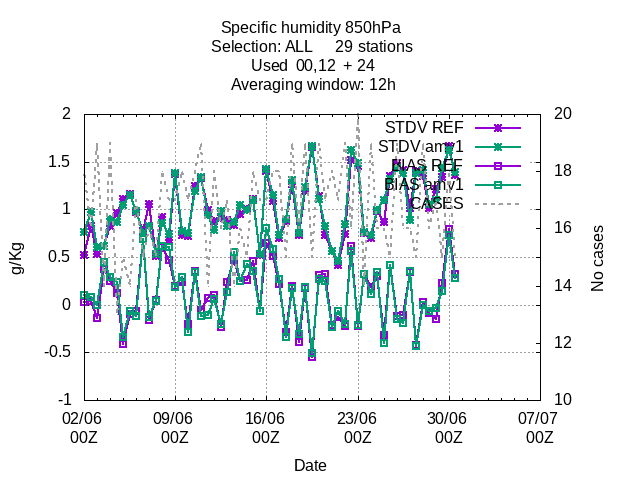 Specific humidity 850hPa
Selection: ALL 29 stations
Used 00,12 + 24
Averaging window: 12h
2 20
STDV REF
STDV amv1
1.5 18
BIAS REF
BIAS amv1
CASES
1 16
0.5
g/Kg No cases
0 14
-0.5 12
-1 10
02/06 09/06 16/06 23/06 30/06 07/07
00Z 00Z 00Z 00Z 00Z 00Z
Date